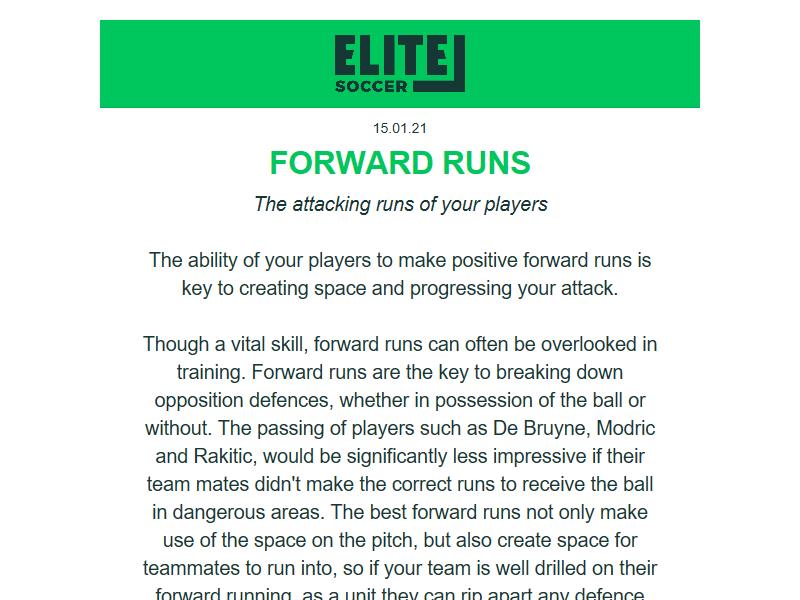 ELITE
SOCCER
15.01.21
FORWARD RUNS
The attacking runs of your players
The ability of your players to make positive forward runs is
key to creating space and progressing your attack.
Though a vital skill, forward runs can often be overlooked in
training. Forward runs are the key to breaking down
opposition defences, whether in possession of the ball or
without. The passing of players such as De Bruyne, Modric
and Rakitic, would be significantly less impressive if their
team mates didn't make the correct runs to receive the ball
in dangerous areas. The best forward runs not only make
use of the space on the pitch, but also create space for
teammates to run into, so if your team is well drilled on their
forward running, as a unit they can rip apart any defence